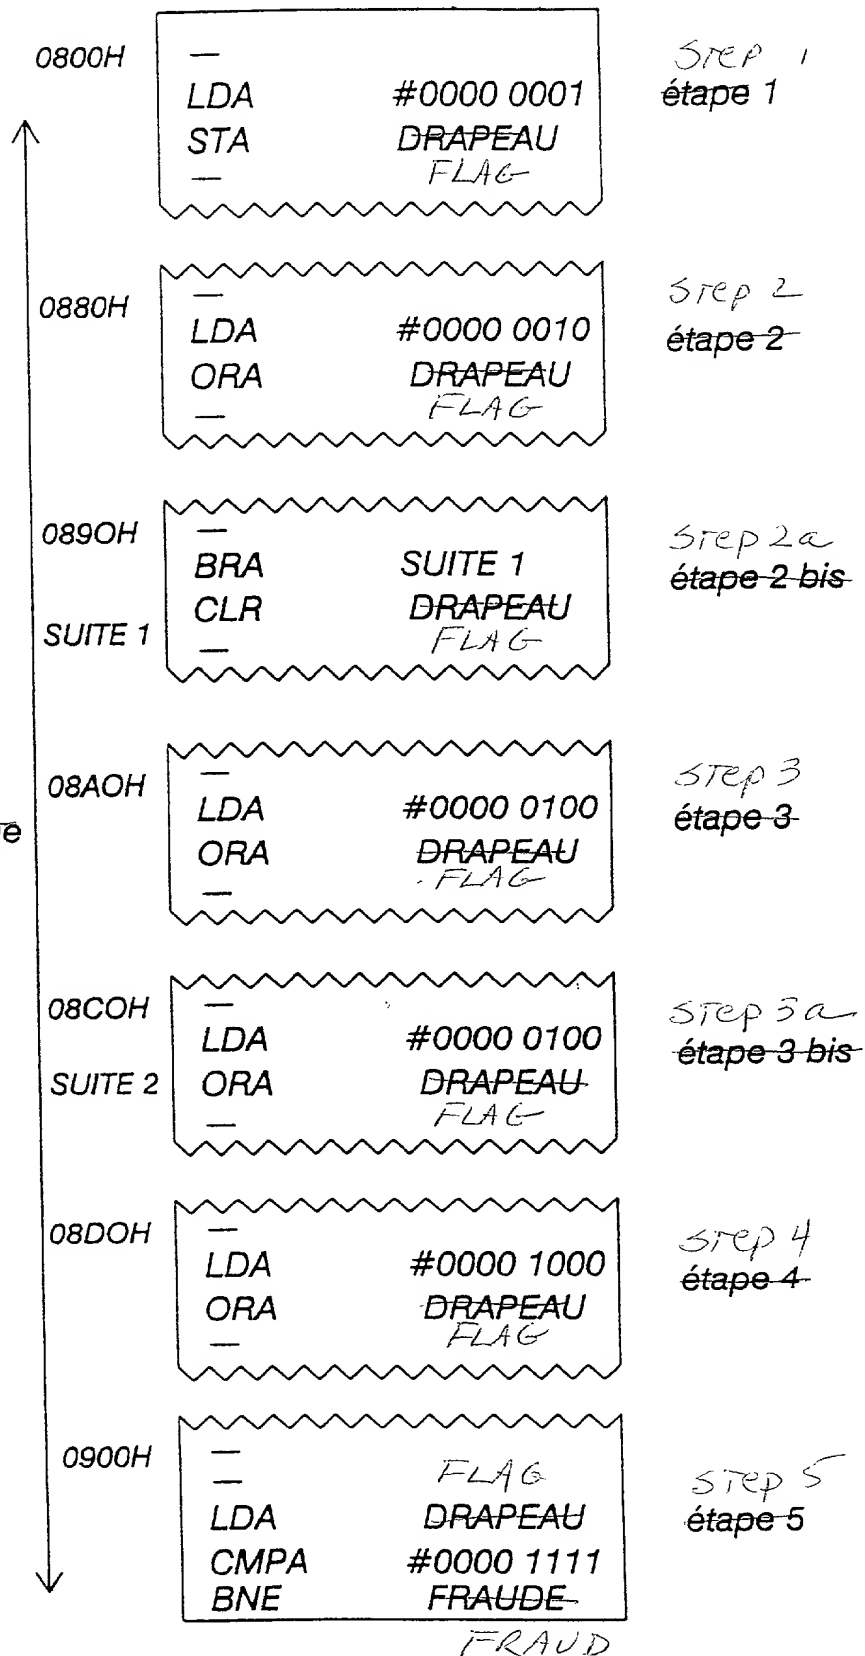 0800H — Step 1
LDA #0000 0001 étape 1
STA DRAPEAU
— FLAG
0880H — Step 2
LDA #0000 0010 étape 2
ORA DRAPEAU
— FLAG
089OH — Step 2a
BRA SUITE 1 étape 2 bis
CLR DRAPEAU
SUITE 1 — FLAG
08AOH — Step 3
LDA #0000 0100 étape 3
ORA DRAPEAU
— FLAG
08COH — Step 3a
LDA #0000 0100 étape 3 bis
SUITE 2 ORA DRAPEAU
— FLAG
08DOH — Step 4
LDA #0000 1000 étape 4
ORA DRAPEAU
— FLAG
0900H —
— FLAG Step 5
LDA DRAPEAU étape 5
CMPA #0000 1111
BNE FRAUDE
FRAUD